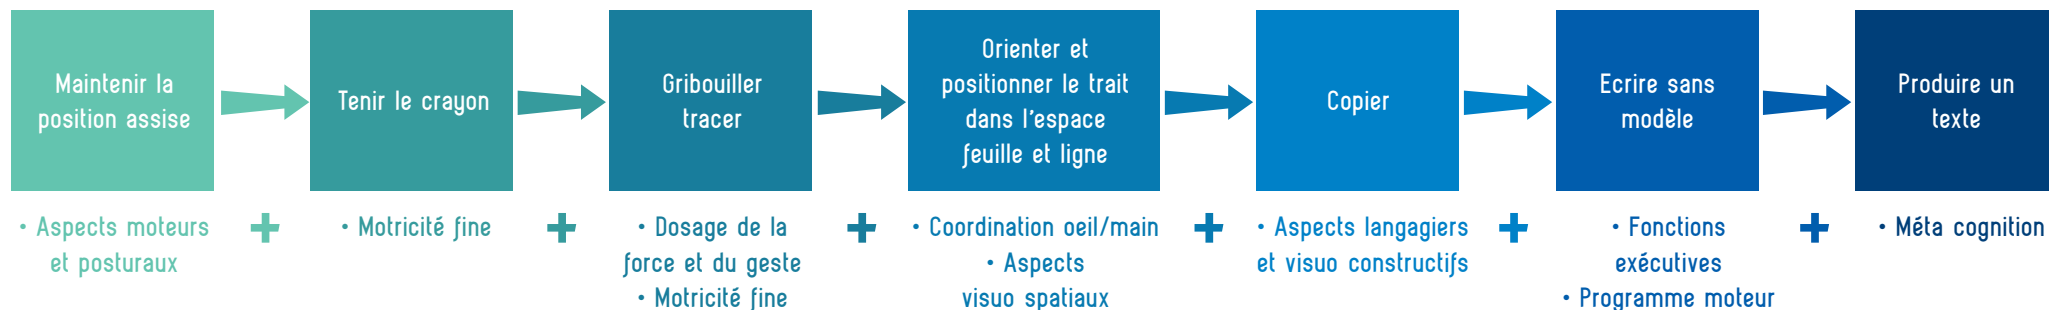 Maintenir la
position assise
Tenir le crayon
Gribouiller
tracer
Orienter et
positionner le trait
dans l'espace
feuille et ligne
Copier
Ecrire sans
modèle
Produire un
texte
• Aspects moteurs
et posturaux
+
• Motricité fine
+
• Dosage de la
force et du geste
• Motricité fine
+
• Coordination oeil/main
• Aspects
visuo spatiaux
+
• Aspects langagiers
et visuo constructifs
+
• Fonctions
exécutives
• Programme moteur
+
• Méta cognition